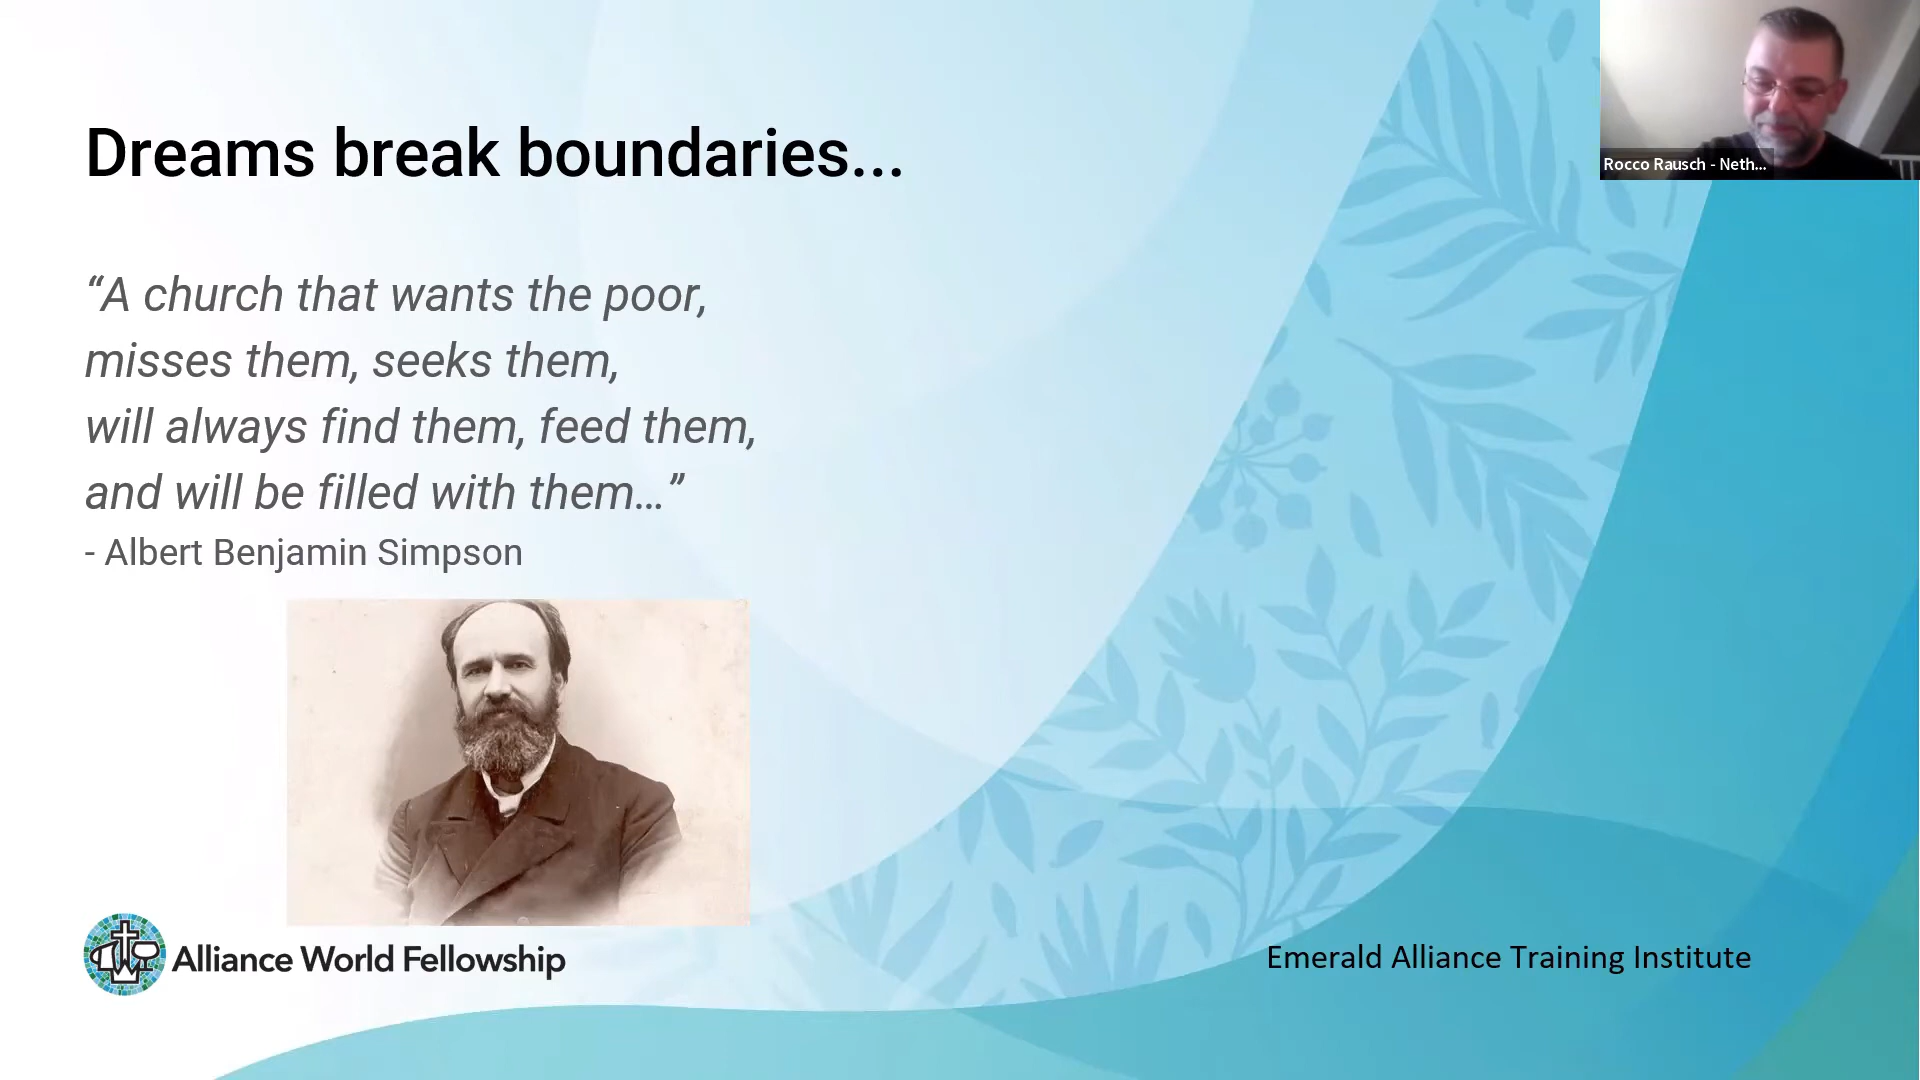 Dreams break boundaries...
Rocco Rausch - Neth...
“A church that wants the poor,
misses them, seeks them,
will always find them, feed them,
and will be filled with them…”
- Albert Benjamin Simpson
Alliance World Fellowship
Emerald Alliance Training Institute